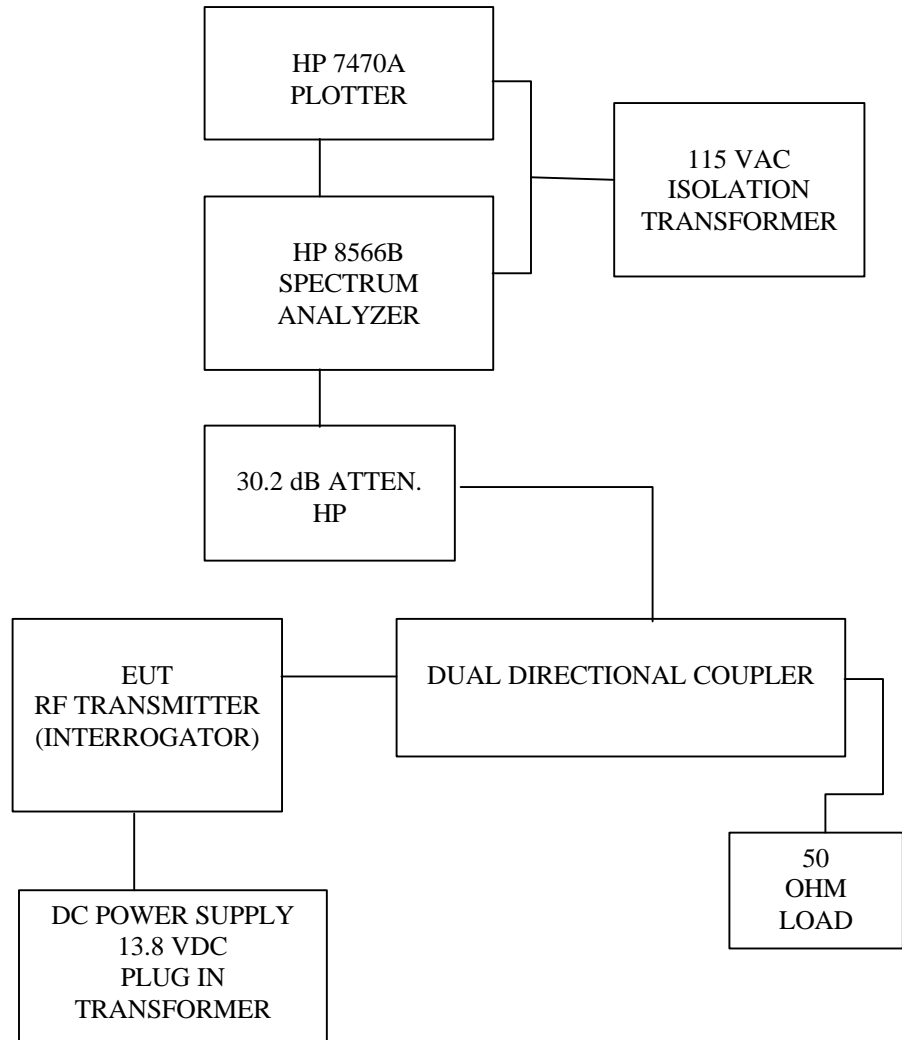 HP 7470A
PLOTTER
115 VAC
ISOLATION
TRANSFORMER
HP 8566B
SPECTRUM
ANALYZER
30.2 dB ATTEN.
HP
EUT
RF TRANSMITTER
(INTERROGATOR)
DUAL DIRECTIONAL COUPLER
50
OHM
LOAD
DC POWER SUPPLY
13.8 VDC
PLUG IN
TRANSFORMER